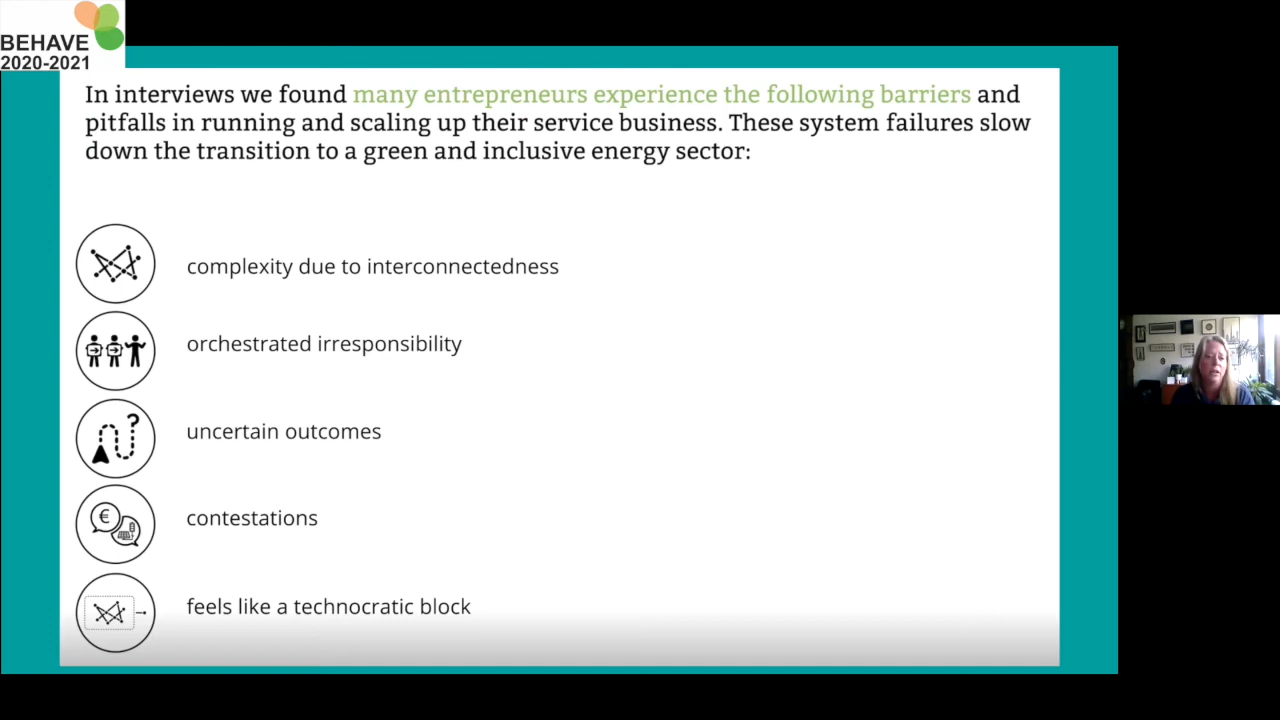 BEHAVE
2020-2021
In interviews we found many entrepreneurs experience the following barriers and
pitfalls in running and scaling up their service business. These system failures slow
down the transition to a green and inclusive energy sector:
complexity due to interconnectedness
orchestrated irresponsibility
?
uncertain outcomes
€
contestations
feels like a technocratic block